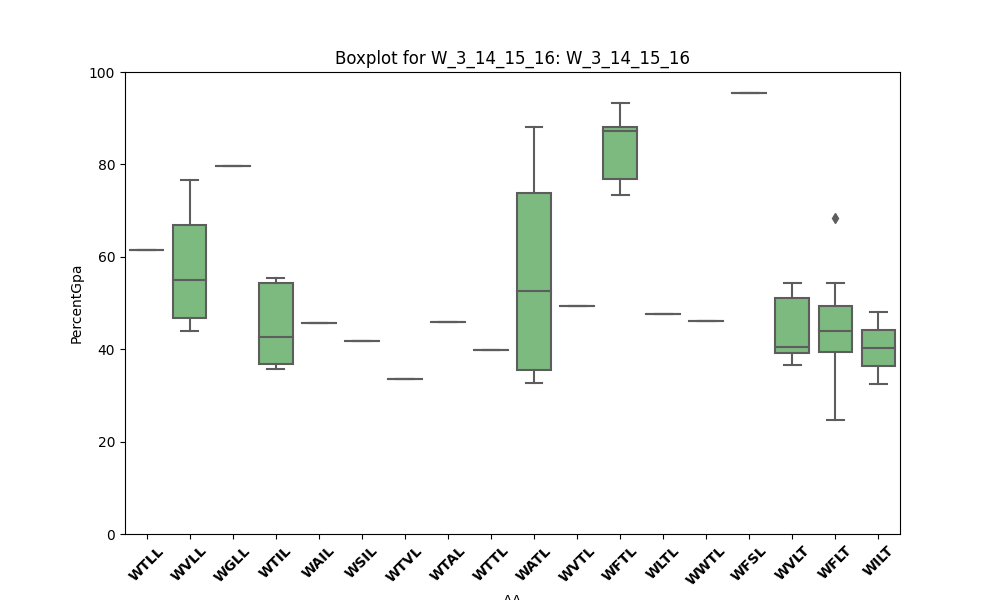 Boxplot for W_3_14_15_16: W_3_14_15_16
PercentGpa
100
80
60
40
20
0
WTLL WVLL WGLL WTIL WAIL WSIL WTVL WTAL WTTL WATL WVTL WFTL WLTL WWTL WFSL WVLT WFLT WILT
AA